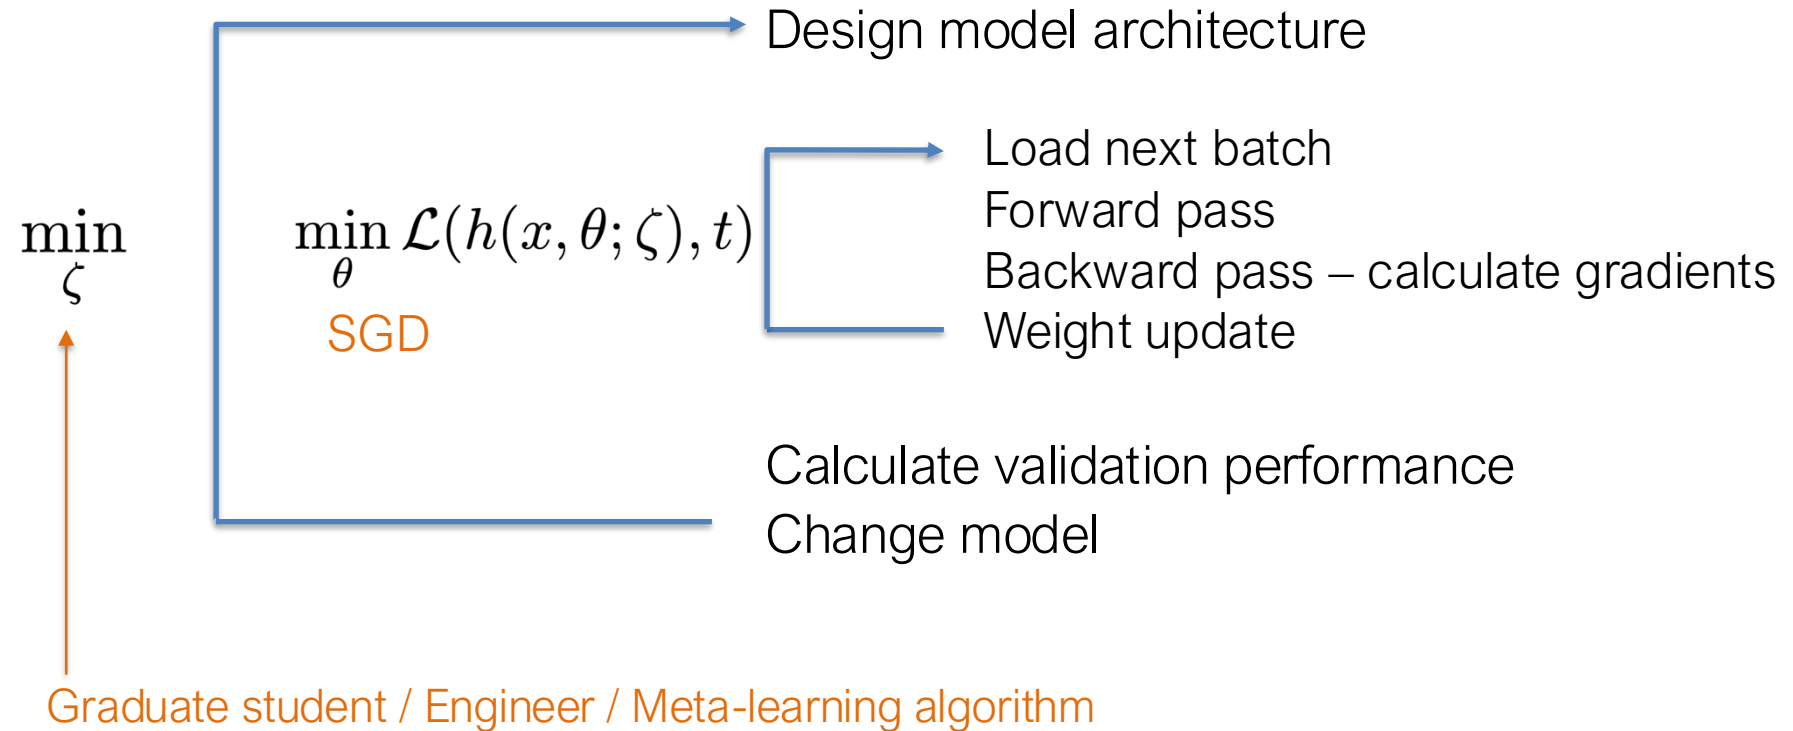 Design model architecture
Load next batch
Forward pass
min ζ min θ ℒ(h(x, θ; ζ), t)
Backward pass – calculate gradients
SGD
Weight update
Calculate validation performance
Change model
Graduate student / Engineer / Meta-learning algorithm